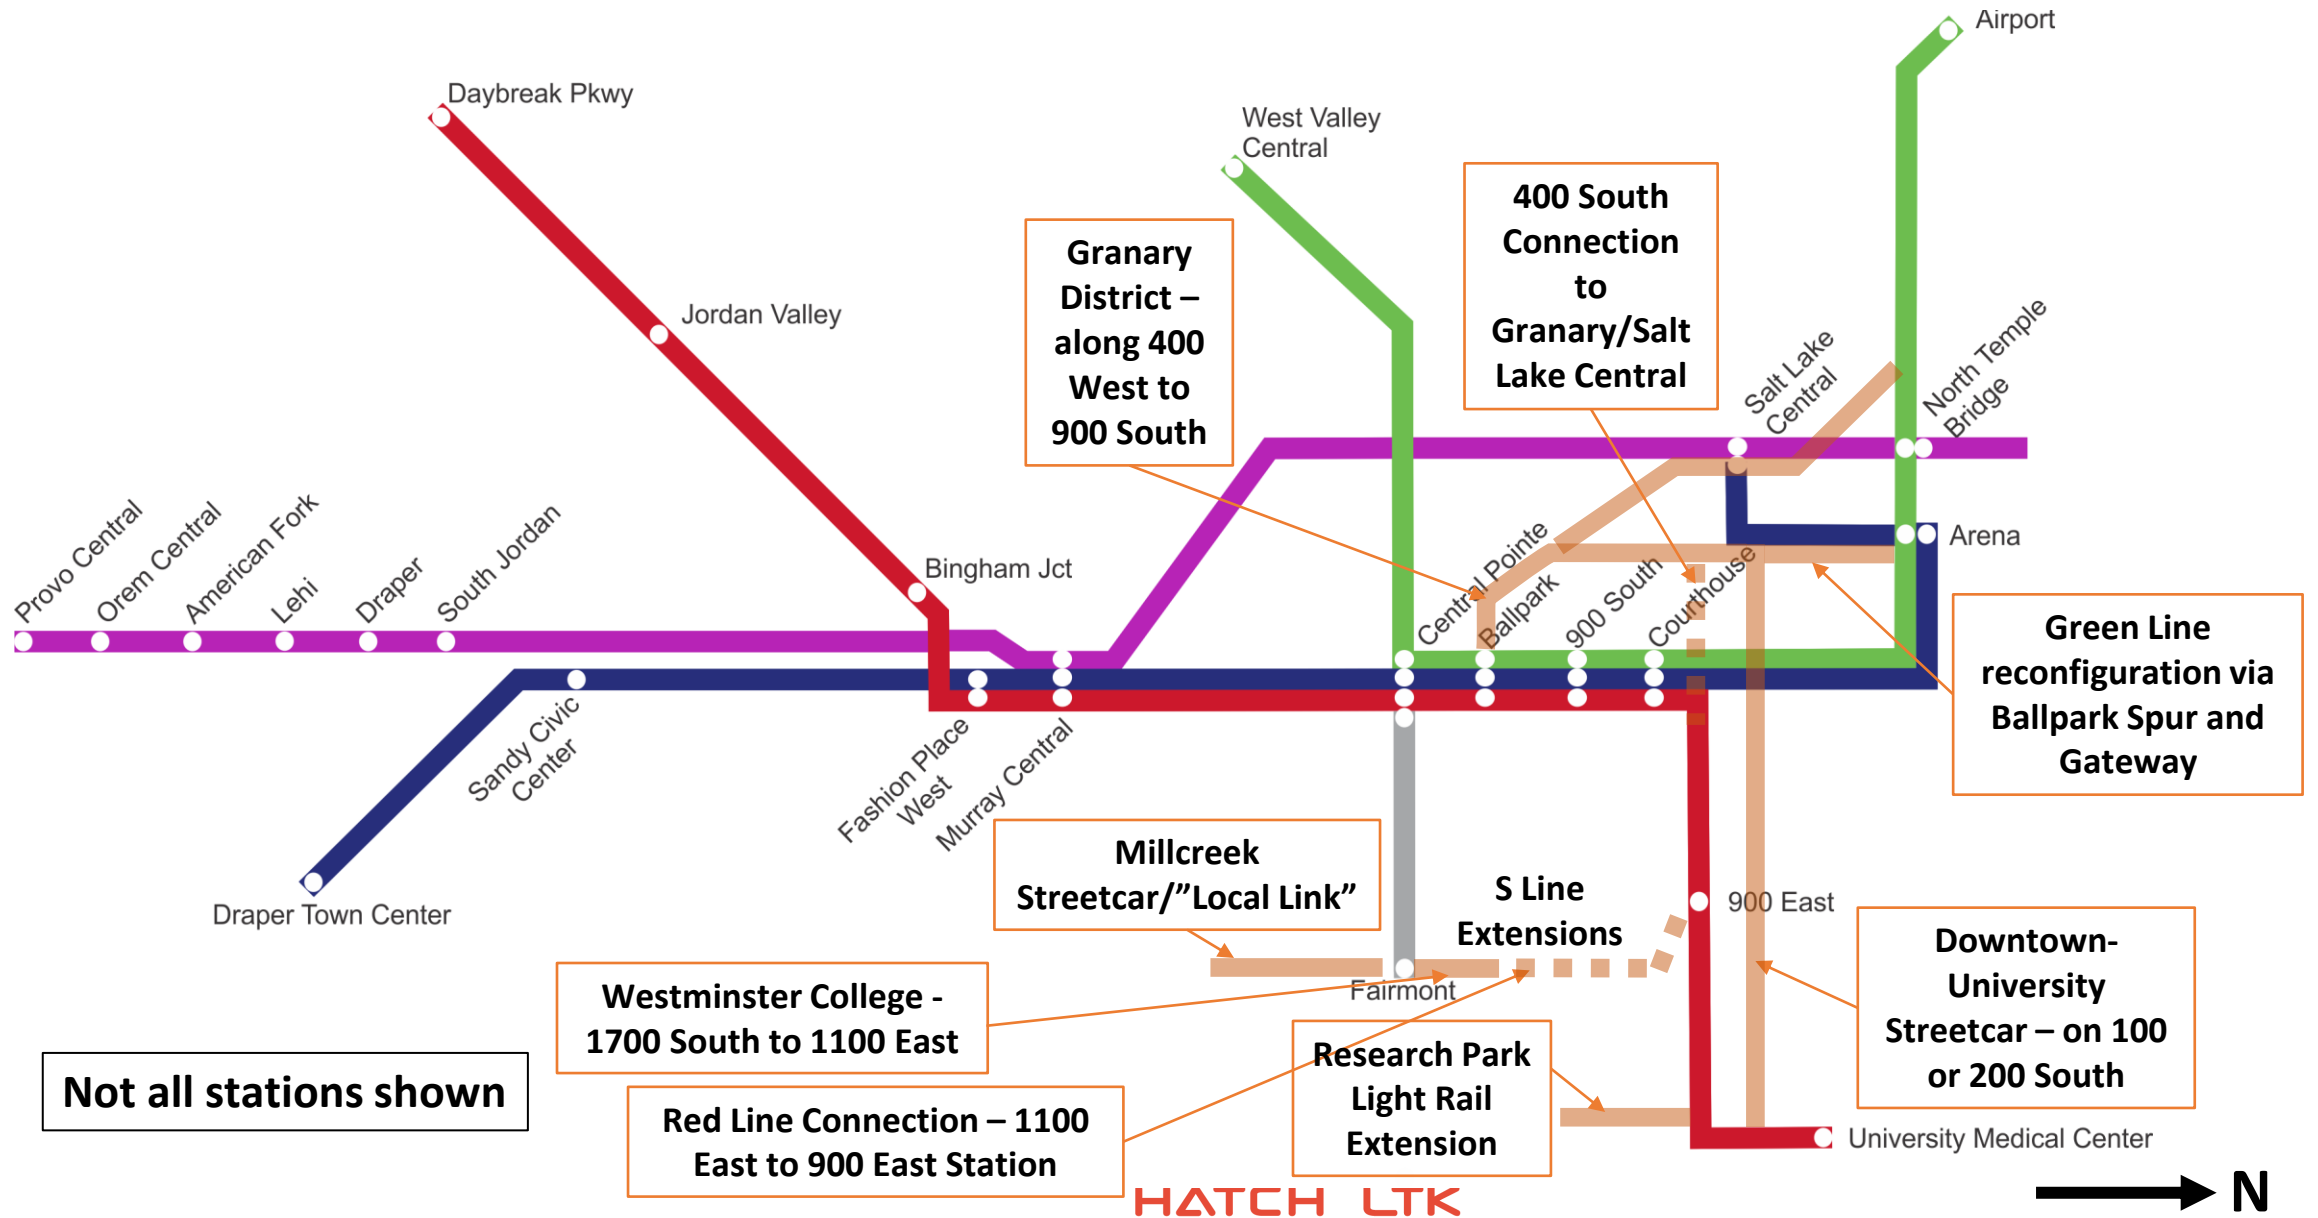 Airport
Daybreak Pkwy
West Valley
Central
400 South
Connection
to
Granary/Salt
Lake Central
Granary
District –
along 400
West to
900 South
Jordan Valley
Salt Lake
Central
North Temple
Bridge
Provo Central
Orem Central
American Fork
Lehi
Draper
South Jordan
Bingham Jct
Central Pointe
Ballpark
900 South
Courthouse
Arena
Green Line
reconfiguration via
Ballpark Spur and
Gateway
Sandy Civic
Center
Fashion Place
West
Murray Central
Draper Town Center
Millcreek
Streetcar/”Local Link”
S Line
Extensions
900 East
Fairmont
Downtown-
University
Streetcar – on 100
or 200 South
Westminster College -
1700 South to 1100 East
Research Park
Light Rail
Extension
Not all stations shown
Red Line Connection – 1100
East to 900 East Station
University Medical Center
HATCH LTK
N